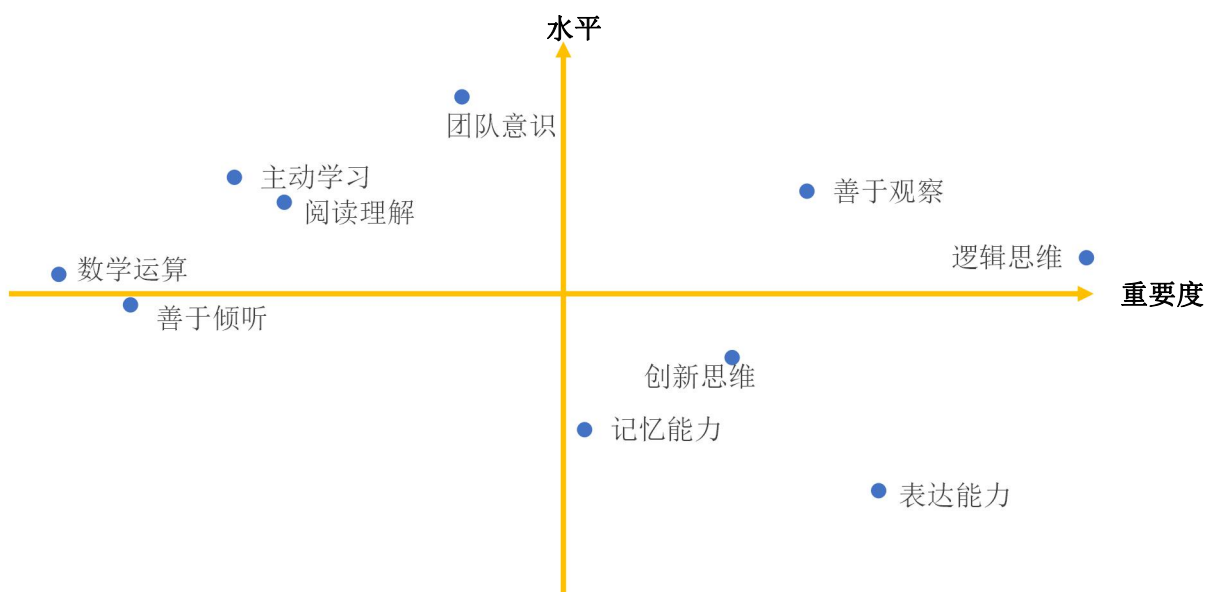 水平
团队意识
主动学习
善于观察
阅读理解
逻辑思维
数学运算
重要度
善于倾听
创新思维
记忆能力
表达能力